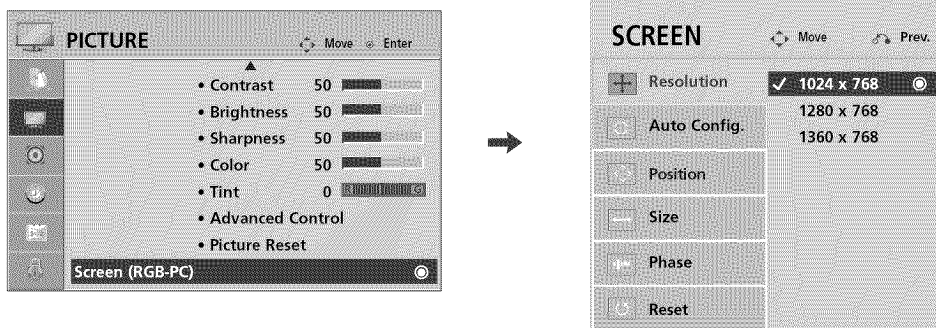 PICTURE
Move Enter
• Contrast 50
• Brightness 50
• Sharpness 50
• Color 50
• Tint 0 R G
• Advanced Control
• Picture Reset
Screen (RGB-PC)
SCREEN
Move Prev.
Resolution
Auto Config.
Position
Size
Phase
Reset
✓ 1024 x 768
1280 x 768
1360 x 768